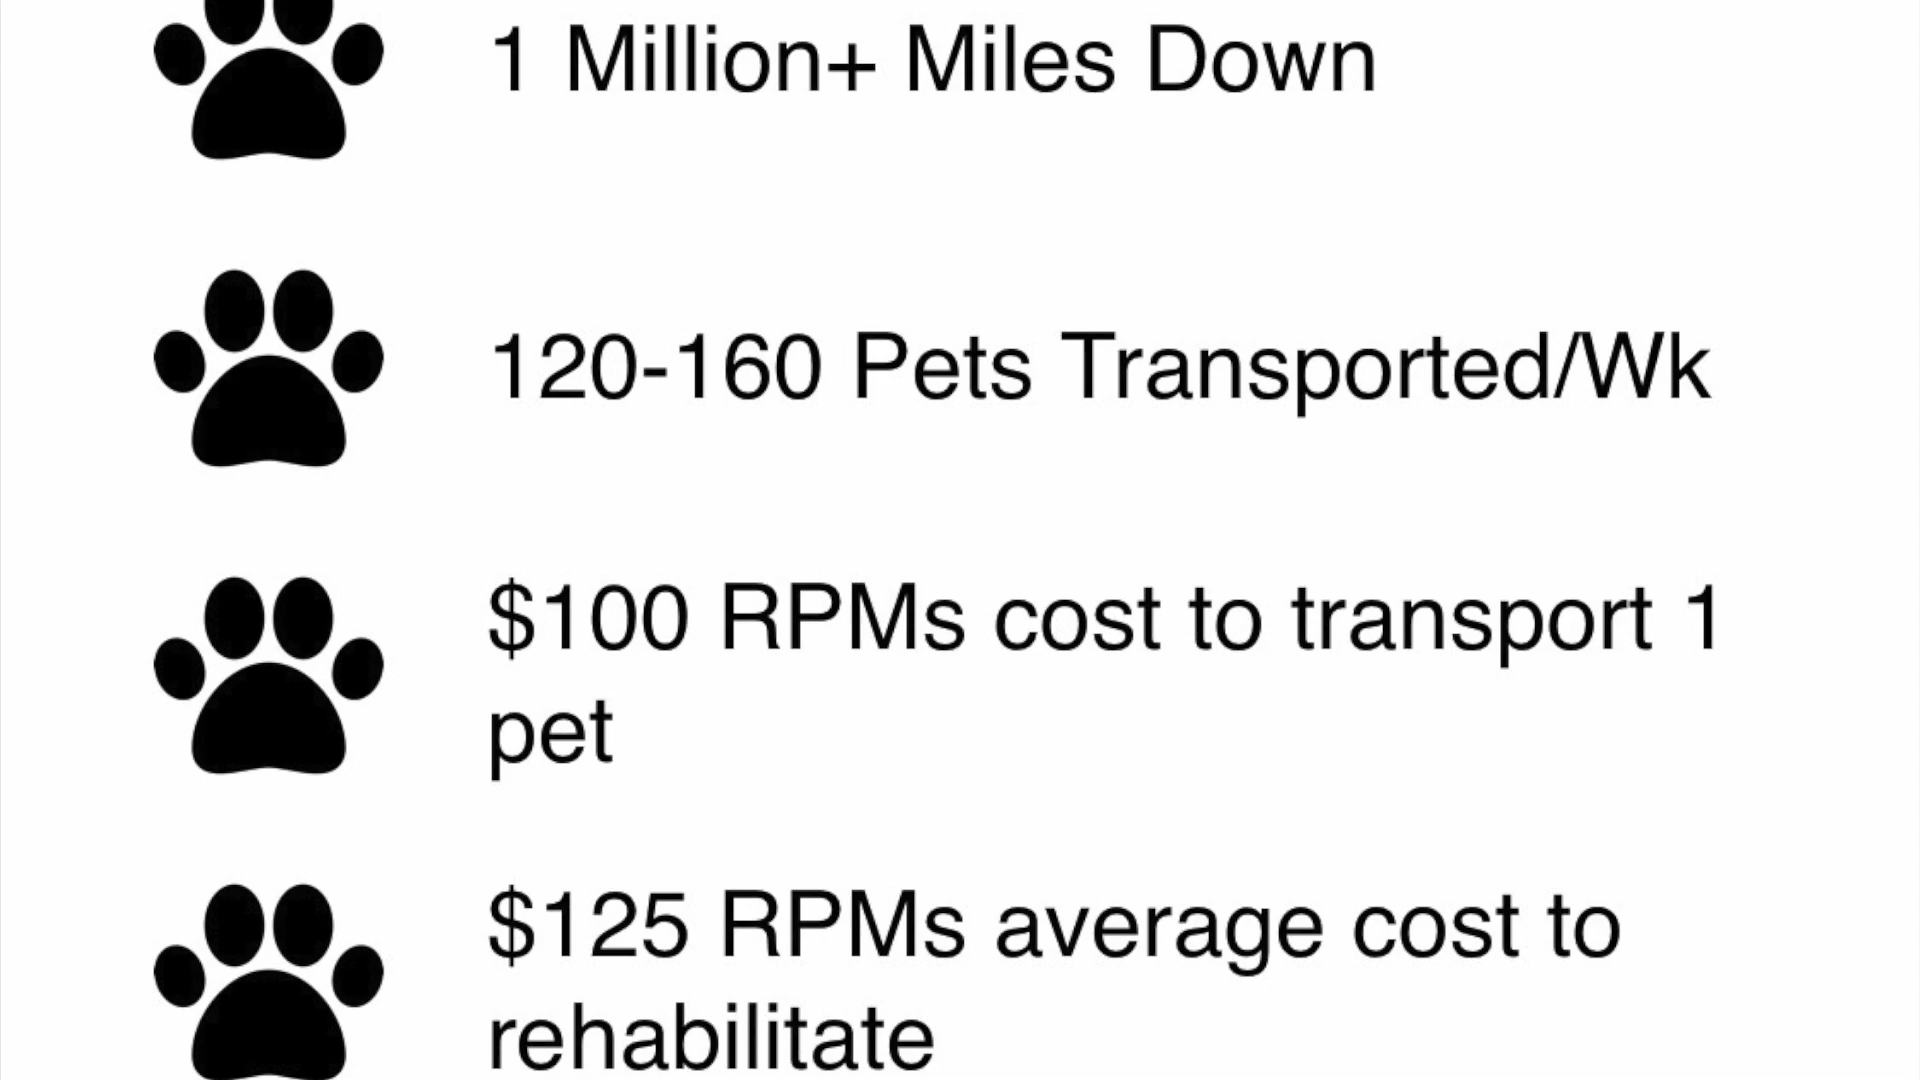 1 Million+ Miles Down
120-160 Pets Transported/Wk
$100 RPMs cost to transport 1
pet
$125 RPMs average cost to
rehabilitate